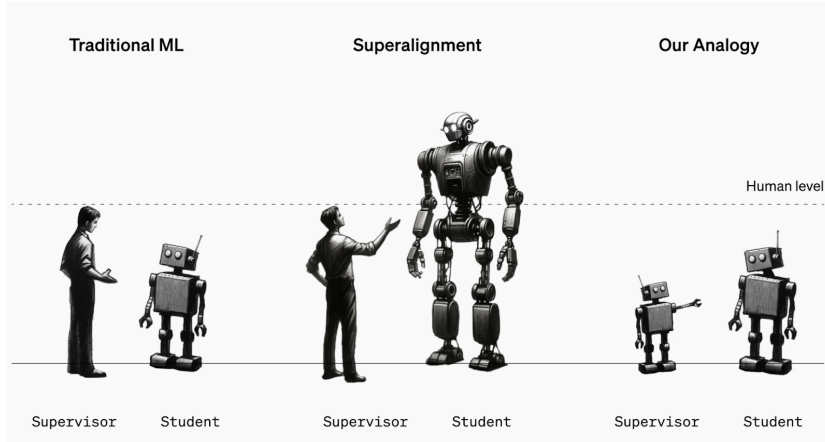 Traditional ML
Superalignment
Our Analogy
Human level
Supervisor
Student
Supervisor
Student
Supervisor
Student